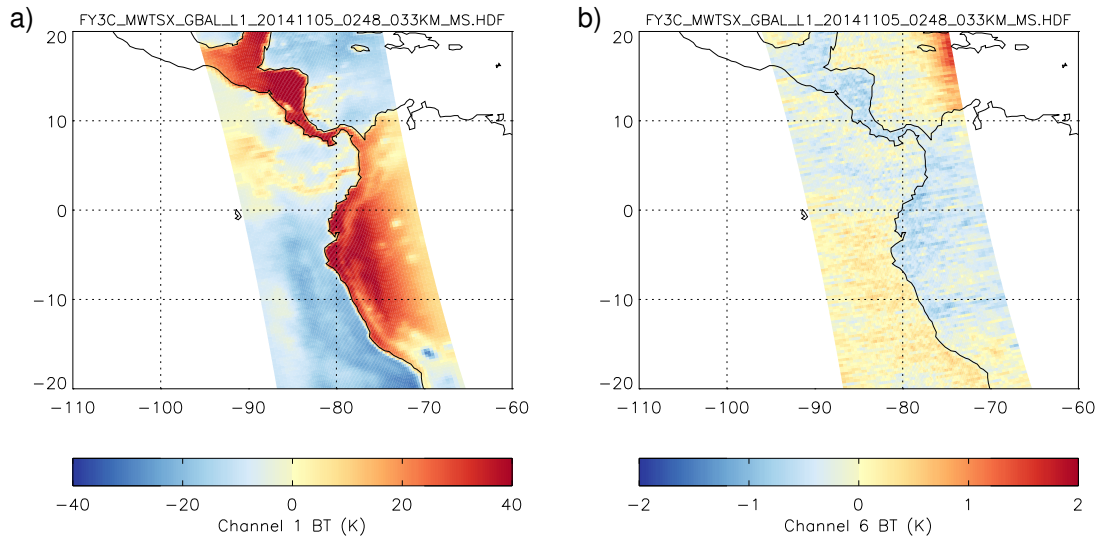 a)
FY3C_MWTSX_GBAL_L1_20141105_0248_033KM_MS.HDF
20
10
0
−10
−20
−110 −100 −90 −80 −70 −60
−40 −20 0 20 40
Channel 1 BT (K)
b)
FY3C_MWTSX_GBAL_L1_20141105_0248_033KM_MS.HDF
20
10
0
−10
−20
−110 −100 −90 −80 −70 −60
−2 −1 0 1 2
Channel 6 BT (K)